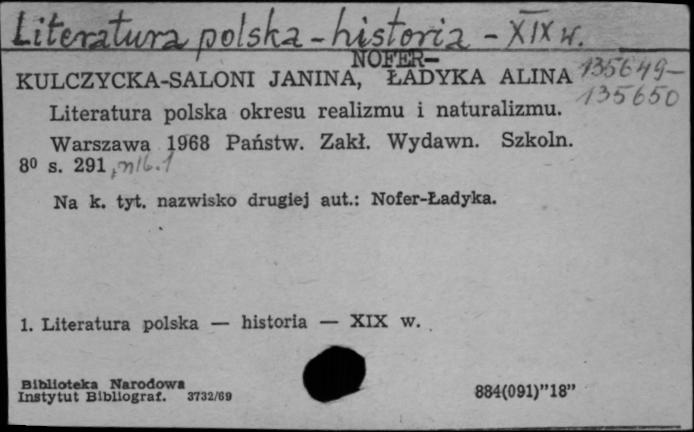 Literatura polska - historia - XIX w.
NOFER-
KULCZYCKA-SALONI JANINA, ŁADYKA ALINA
135649-
135650
Literatura polska okresu realizmu i naturalizmu.
Warszawa 1968 Państw. Zakł. Wydawn. Szkoln.
8⁰ s. 291, nlb. 1
Na k. tyt. nazwisko drugiej aut.: Nofer-Ładyka.
1. Literatura polska — historia — XIX w.
Biblioteka Narodowa
Instytut Bibliograf. 3732/69
884(091)"18"